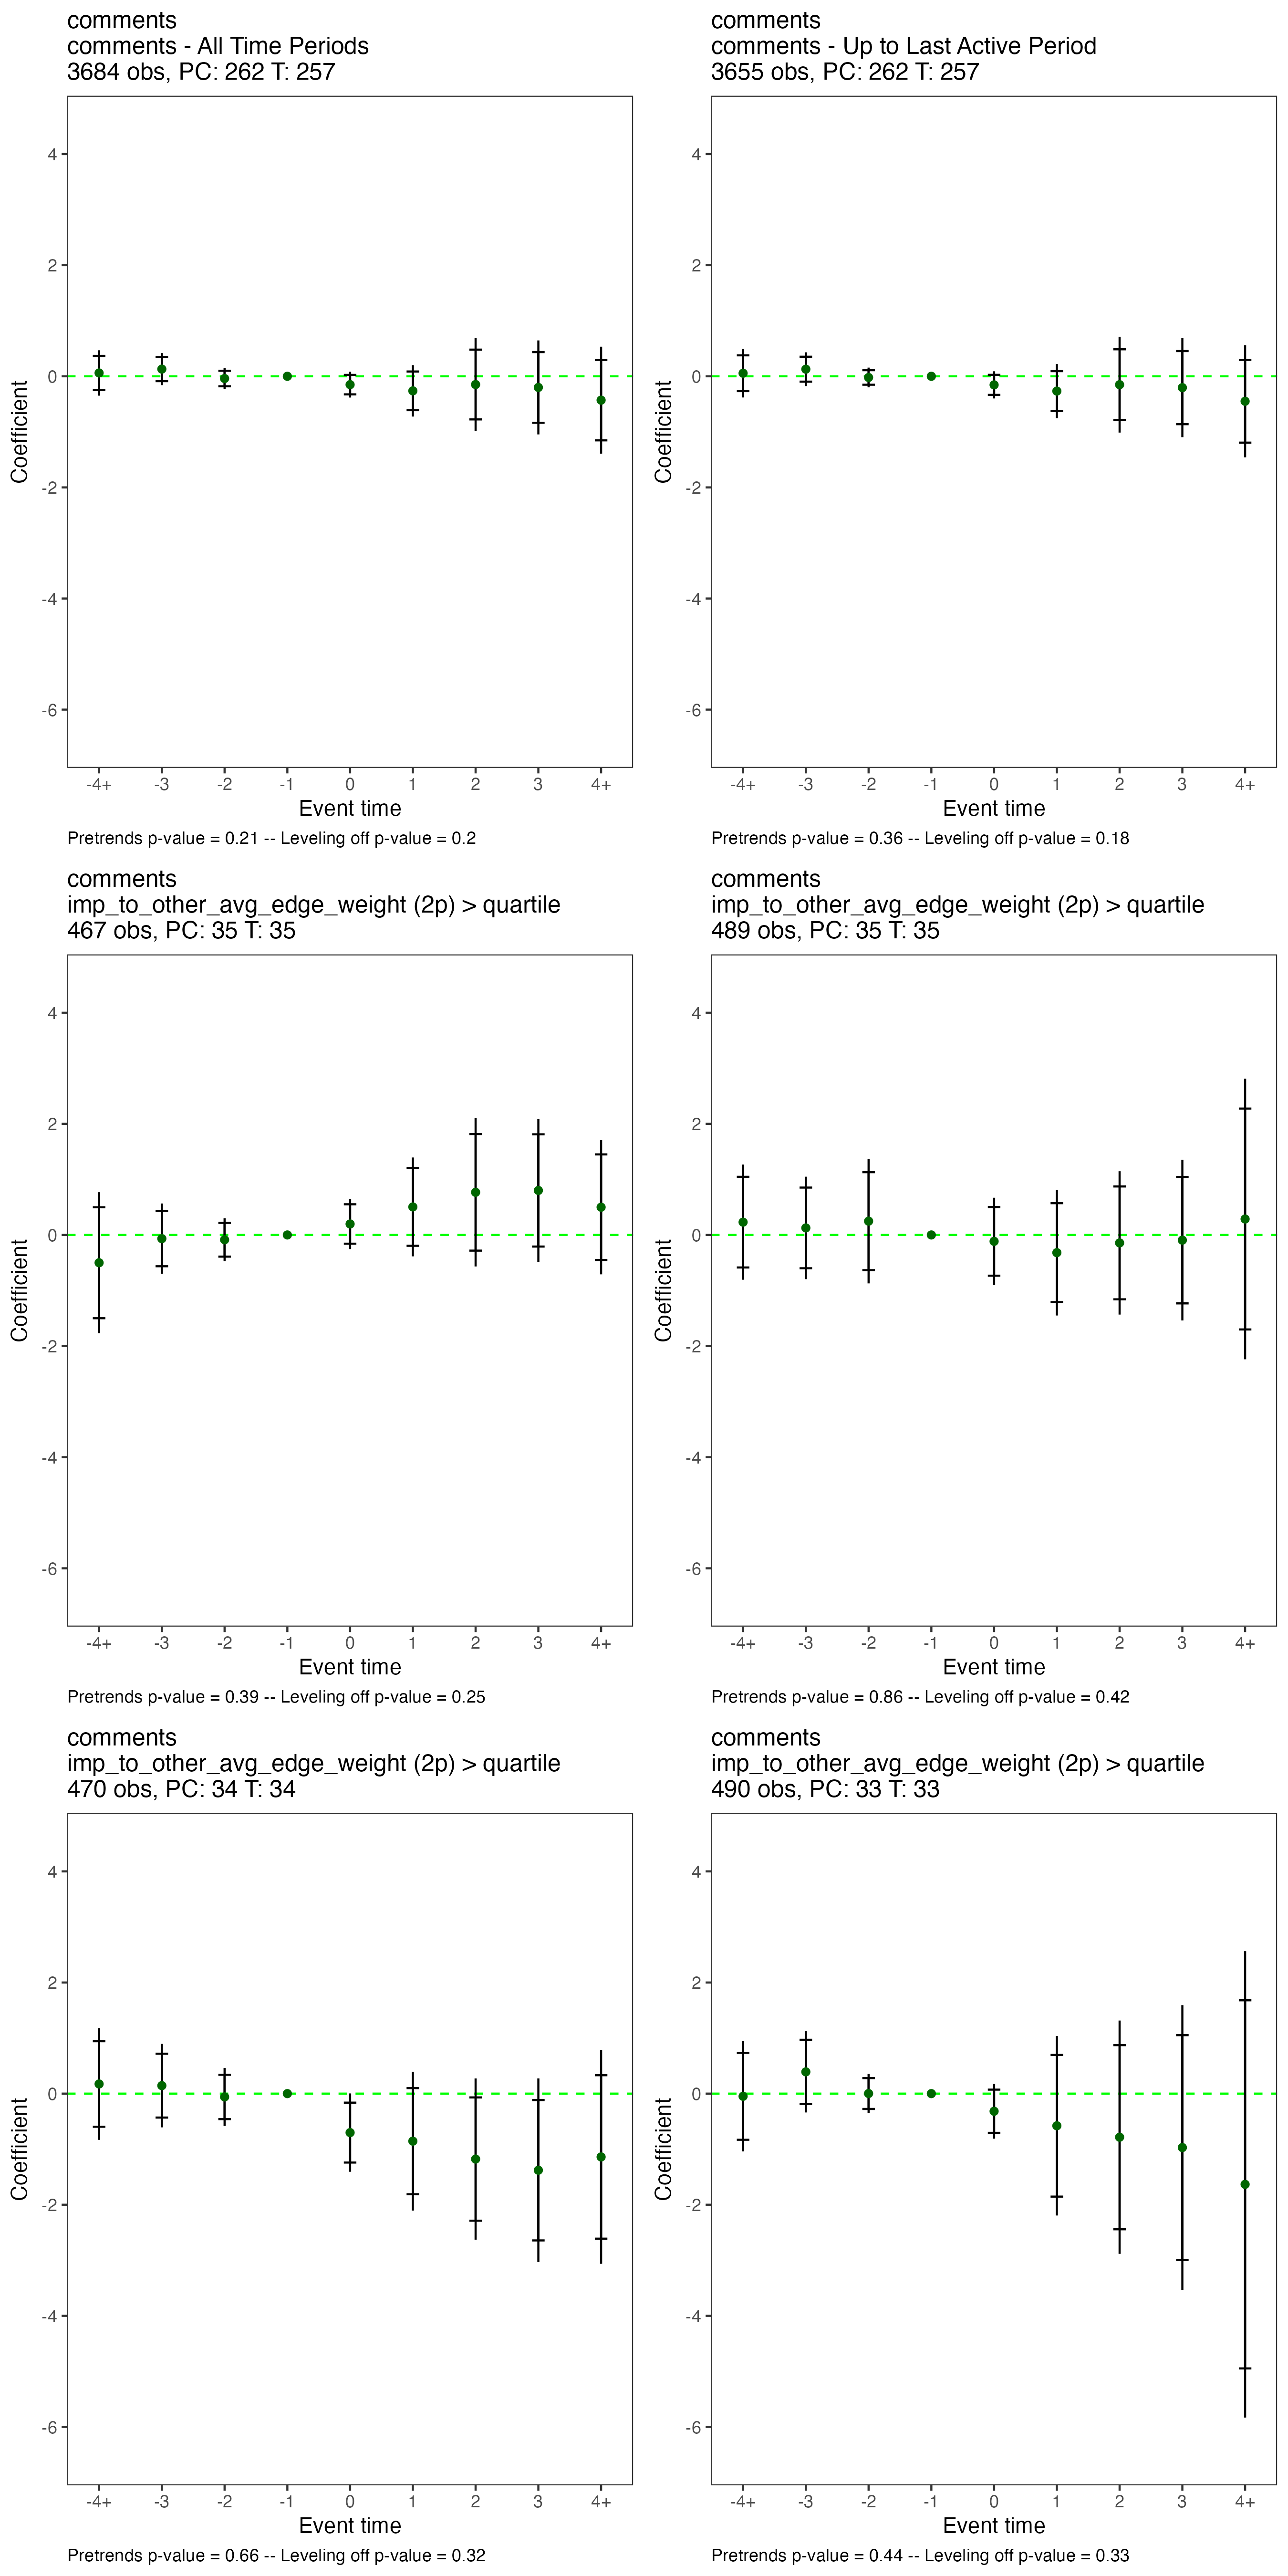 comments
comments - All Time Periods
3684 obs, PC: 262 T: 257
4
2
0
-2
-4
-6
Coefficient
-4+ -3 -2 -1 0 1 2 3 4+
Event time
Pretrends p-value = 0.21 -- Leveling off p-value = 0.2
comments
comments - Up to Last Active Period
3655 obs, PC: 262 T: 257
4
2
0
-2
-4
-6
Coefficient
-4+ -3 -2 -1 0 1 2 3 4+
Event time
Pretrends p-value = 0.36 -- Leveling off p-value = 0.18
comments
imp_to_other_avg_edge_weight (2p) > quartile
467 obs, PC: 35 T: 35
4
2
0
-2
-4
-6
Coefficient
-4+ -3 -2 -1 0 1 2 3 4+
Event time
Pretrends p-value = 0.39 -- Leveling off p-value = 0.25
comments
imp_to_other_avg_edge_weight (2p) > quartile
489 obs, PC: 35 T: 35
4
2
0
-2
-4
-6
Coefficient
-4+ -3 -2 -1 0 1 2 3 4+
Event time
Pretrends p-value = 0.86 -- Leveling off p-value = 0.42
comments
imp_to_other_avg_edge_weight (2p) > quartile
470 obs, PC: 34 T: 34
4
2
0
-2
-4
-6
Coefficient
-4+ -3 -2 -1 0 1 2 3 4+
Event time
Pretrends p-value = 0.66 -- Leveling off p-value = 0.32
comments
imp_to_other_avg_edge_weight (2p) > quartile
490 obs, PC: 33 T: 33
4
2
0
-2
-4
-6
Coefficient
-4+ -3 -2 -1 0 1 2 3 4+
Event time
Pretrends p-value = 0.44 -- Leveling off p-value = 0.33